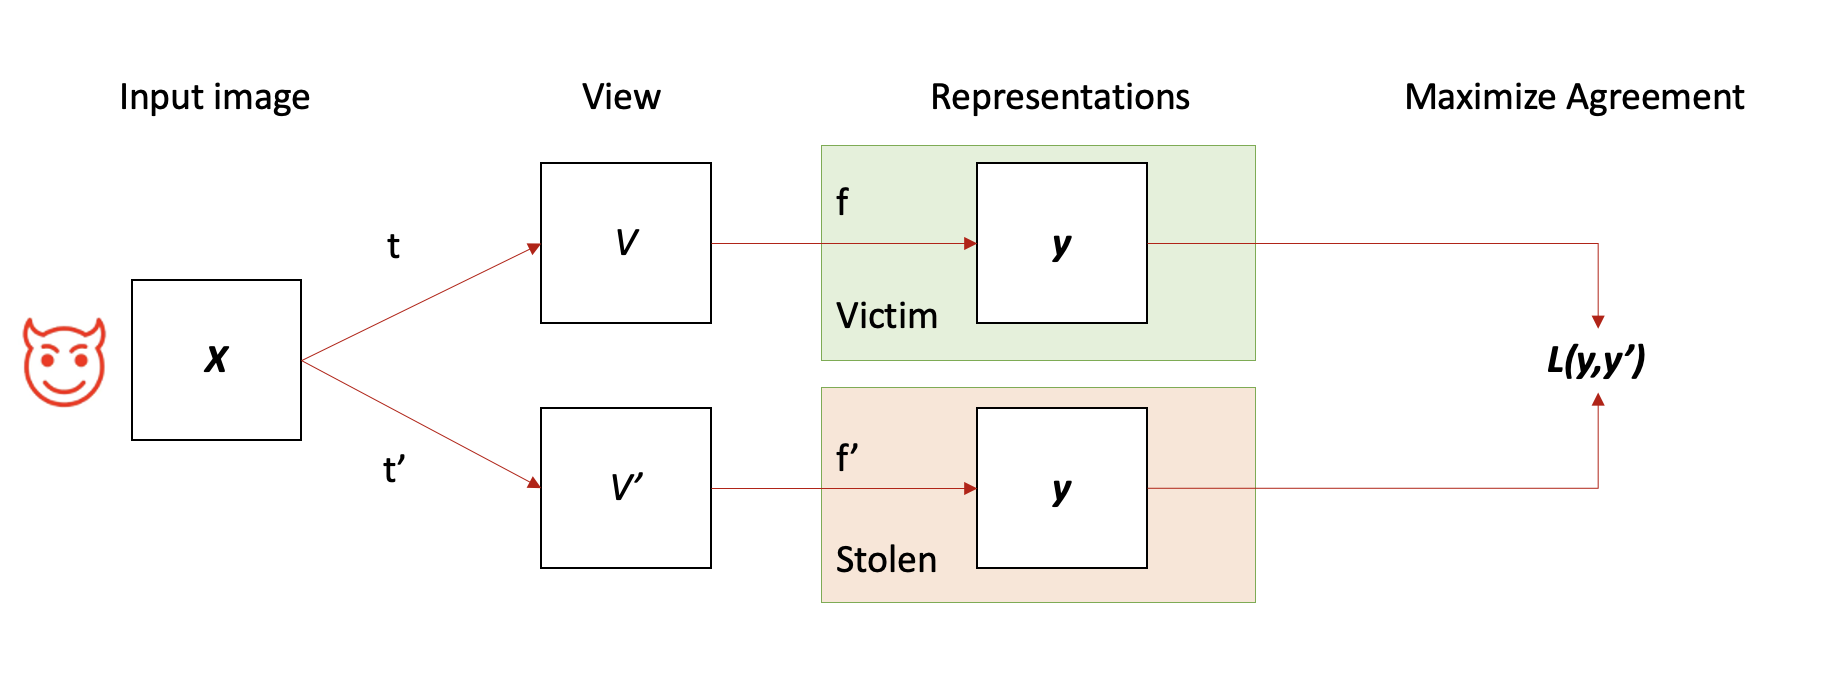 Input image
View
Representations
Maximize Agreement
t
V
f
y
Victim
X
L(y,y’)
t’
V’
f’
y
Stolen